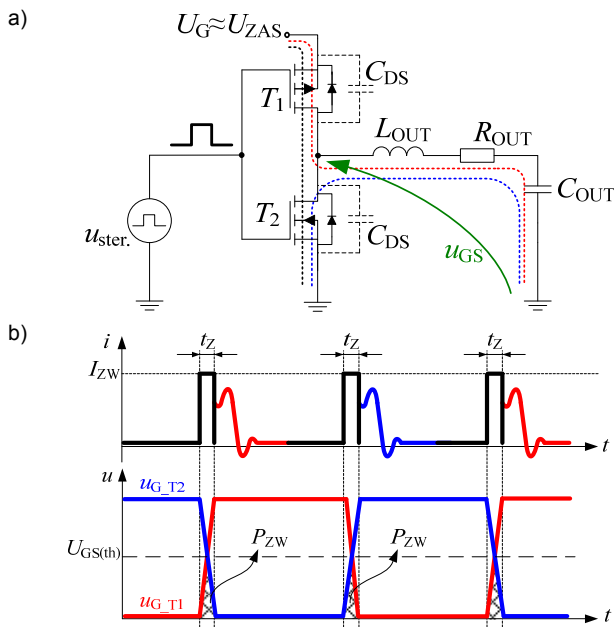 a)
U_G≈U_ZAS
C_DS
T_1
L_OUT
R_OUT
T_2
C_OUT
u_ster.
C_DS
u_GS
b)
i
t_Z
t_Z
t_Z
I_ZW
t
u
u_G_T2
P_ZW
P_ZW
U_GS(th)
u_G_T1
t